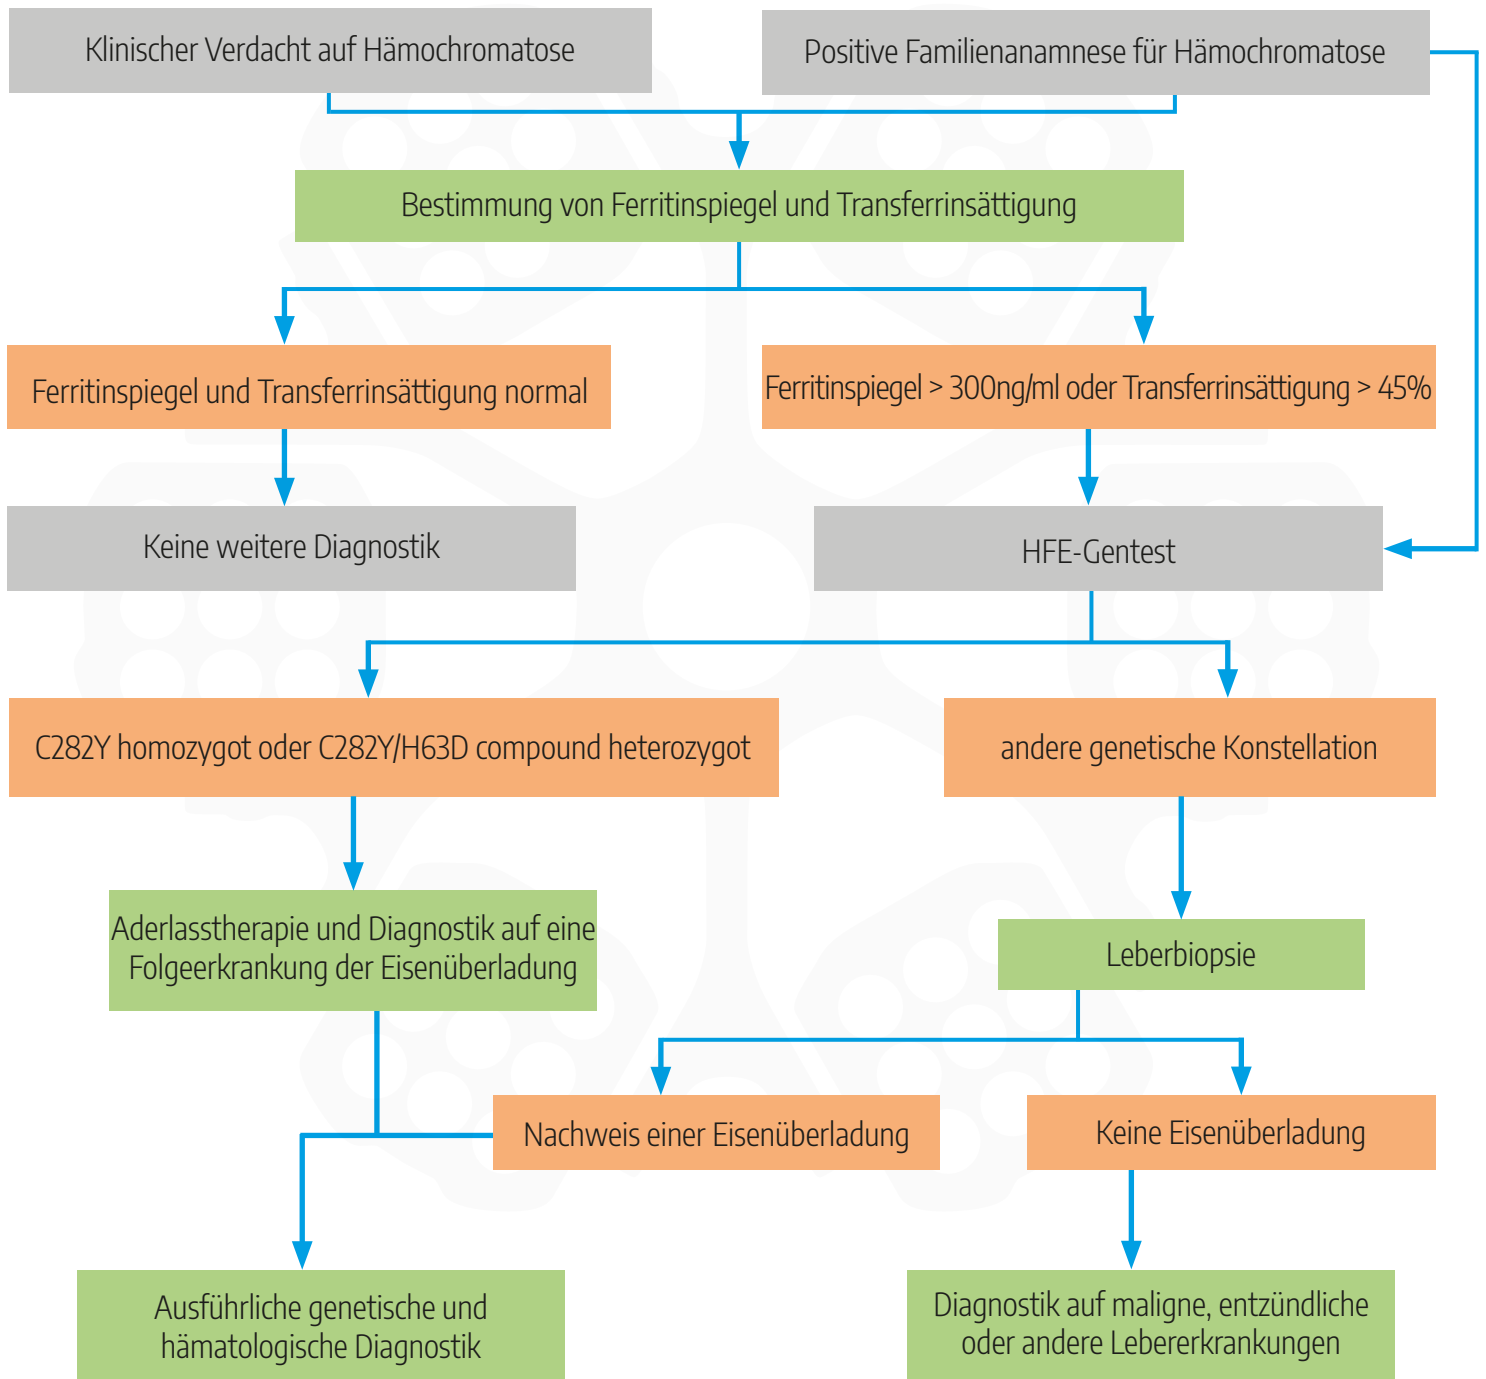 Klinischer Verdacht auf Hämochromatose
Positive Familienanamnese für Hämochromatose
Bestimmung von Ferritinspiegel und Transferrinsättigung
Ferritinspiegel und Transferrinsättigung normal
Ferritinspiegel > 300ng/ml oder Transferrinsättigung > 45%
Keine weitere Diagnostik
HFE-Gentest
C282Y homozygot oder C282Y/H63D compound heterozygot
andere genetische Konstellation
Aderlasstherapie und Diagnostik auf eine
Folgeerkrankung der Eisenüberladung
Leberbiopsie
Nachweis einer Eisenüberladung
Keine Eisenüberladung
Ausführliche genetische und
hämatologische Diagnostik
Diagnostik auf maligne, entzündliche
oder andere Lebererkrankungen